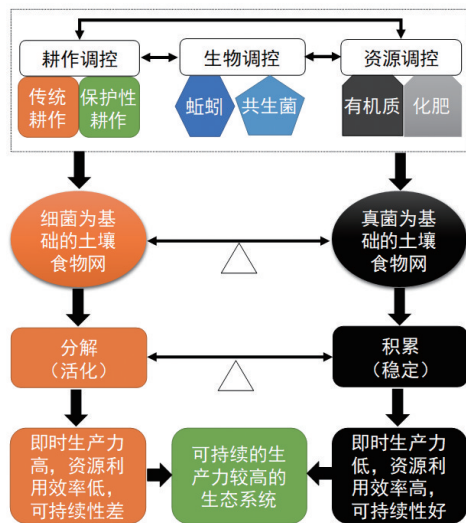 耕作调控
生物调控
资源调控
传统
耕作
保护性
耕作
蚯蚓
共生菌
有机质
化肥
细菌为基
础的土壤
食物网
真菌为基
础的土壤
食物网
分解
（活化）
积累
（稳定）
即时生产力
高，资源利
用效率低，
可持续性差
可持续的生
产力较高的
生态系统
即时生产力
低，资源利
用效率高，
可持续性好